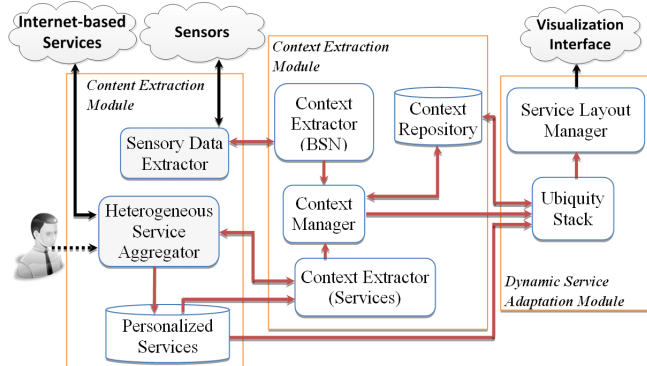 Internet-based
Services
Sensors
Visualization
Interface
Content Extraction
Module
Context Extraction
Module
Sensory Data
Extractor
Context
Extractor
(BSN)
Context
Repository
Service Layout
Manager
Heterogeneous
Service
Aggregator
Context
Manager
Ubiquity
Stack
Context Extractor
(Services)
Personalized
Services
Dynamic Service
Adaptation Module